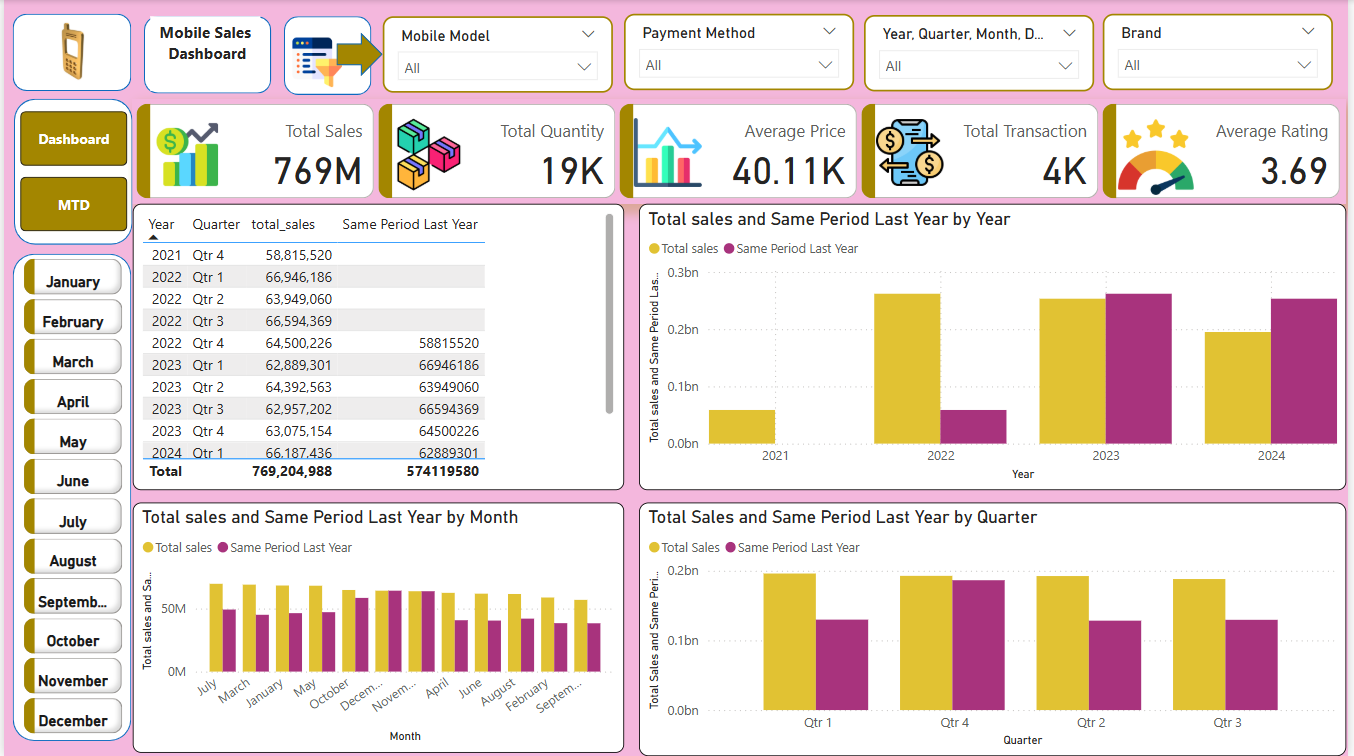 Mobile Sales
Dashboard
Mobile Model
All
Payment Method
All
Year, Quarter, Month, D...
All
Brand
All
Dashboard
MTD
Total Sales
769M
Total Quantity
19K
Average Price
40.11K
Total Transaction
4K
Average Rating
3.69
January
February
March
April
May
June
July
August
Septemb...
October
November
December
Year Quarter total_sales Same Period Last Year
2021 Qtr 4 58,815,520
2022 Qtr 1 66,946,186
2022 Qtr 2 63,949,060
2022 Qtr 3 66,594,369
2022 Qtr 4 64,500,226 58815520
2023 Qtr 1 62,889,301 66946186
2023 Qtr 2 64,392,563 63949060
2023 Qtr 3 62,957,202 66594369
2023 Qtr 4 63,075,154 64500226
2024 Qtr 1 66,187,436 62889301
Total 769,204,988 574119580
Total sales and Same Period Last Year by Year
Total sales Same Period Last Year
Total sales and Same Period Las...
0.3bn
0.2bn
0.1bn
0.0bn
2021 2022 2023 2024
Year
Total sales and Same Period Last Year by Month
Total sales Same Period Last Year
Total sales and Sa...
50M
0M
July March January May October Decem... Novem... April June August February Septem...
Month
Total Sales and Same Period Last Year by Quarter
Total Sales Same Period Last Year
Total Sales and Same Peri...
0.2bn
0.1bn
0.0bn
Qtr 1 Qtr 4 Qtr 2 Qtr 3
Quarter